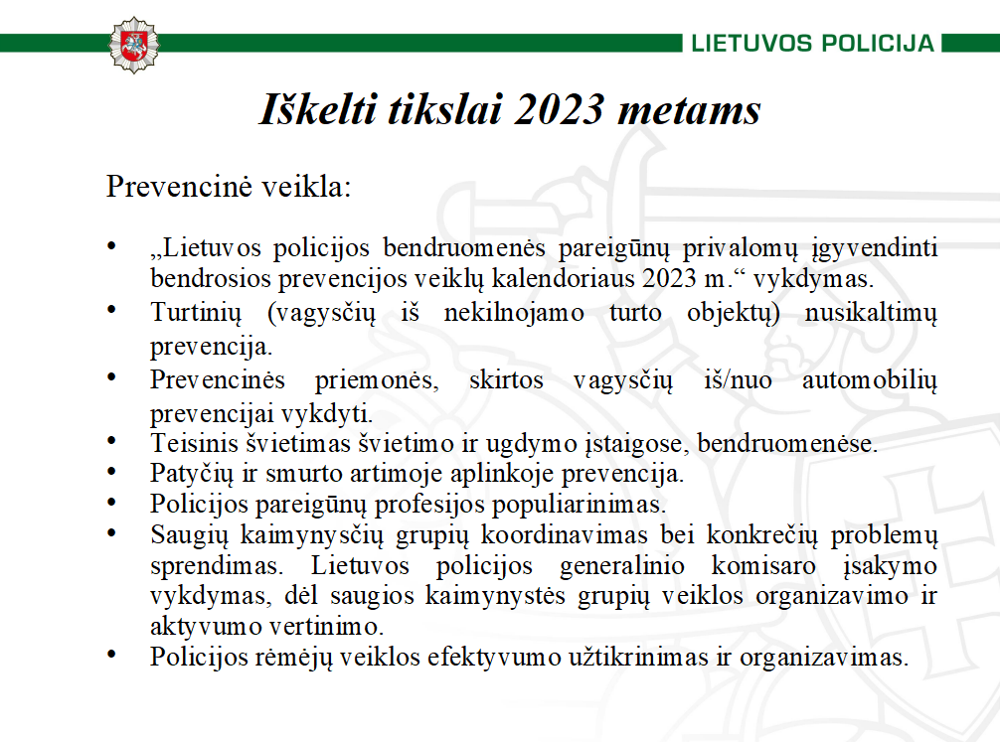 LIETUVOS POLICIJA
Iškelti tikslai 2023 metams
Prevencinė veikla:
• „Lietuvos policijos bendruomenės pareigūnų privalomų įgyvendinti
bendrosios prevencijos veiklų kalendoriaus 2023 m.“ vykdymas.
• Turtinių (vagysčių iš nekilnojamo turto objektų) nusikaltimų
prevencija.
• Prevencinės priemonės, skirtos vagysčių iš/nuo automobilių
prevencijai vykdyti.
• Teisinis švietimas švietimo ir ugdymo įstaigose, bendruomenėse.
• Patyčių ir smurto artimoje aplinkoje prevencija.
• Policijos pareigūnų profesijos populiarinimas.
• Saugių kaimynysčių grupių koordinavimas bei konkrečių problemų
sprendimas. Lietuvos policijos generalinio komisaro įsakymo
vykdymas, dėl saugios kaimynystės grupių veiklos organizavimo ir
aktyvumo vertinimo.
• Policijos rėmėjų veiklos efektyvumo užtikrinimas ir organizavimas.